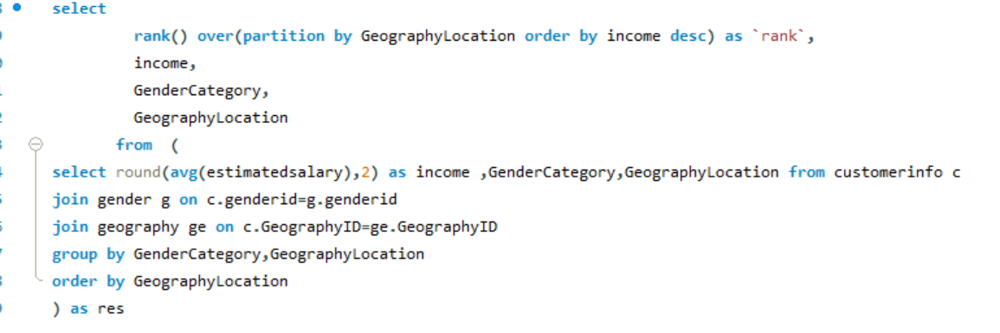 select
rank() over(partition by GeographyLocation order by income desc) as `rank`,
income,
GenderCategory,
GeographyLocation
from (
select round(avg(estimatedsalary),2) as income ,GenderCategory,GeographyLocation from customerinfo c
join gender g on c.genderid=g.genderid
join geography ge on c.GeographyID=ge.GeographyID
group by GenderCategory,GeographyLocation
order by GeographyLocation
) as res